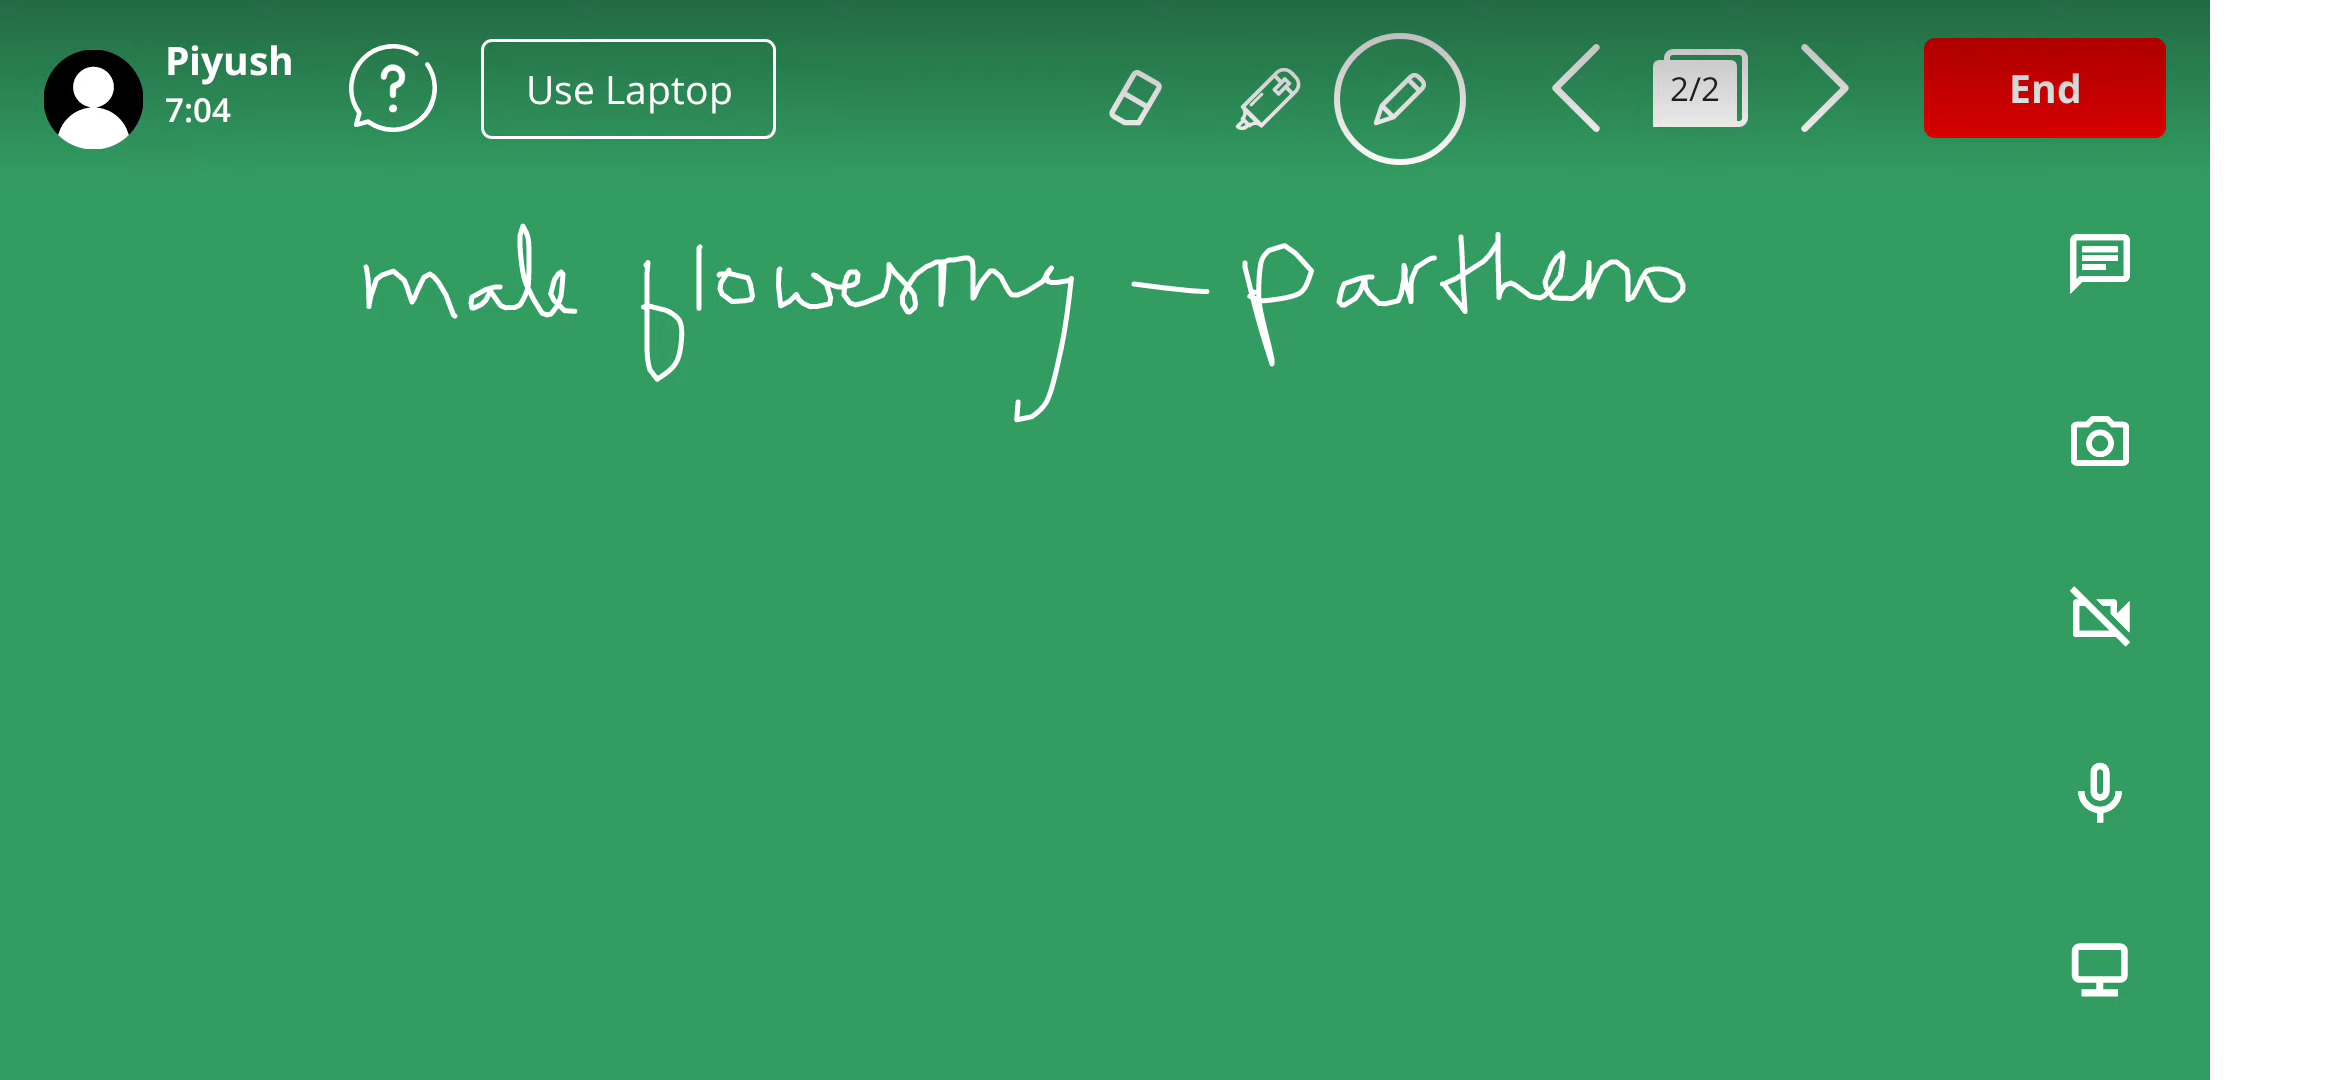 Piyush
7:04
?
Use Laptop
2/2
End
male flowering - partheno